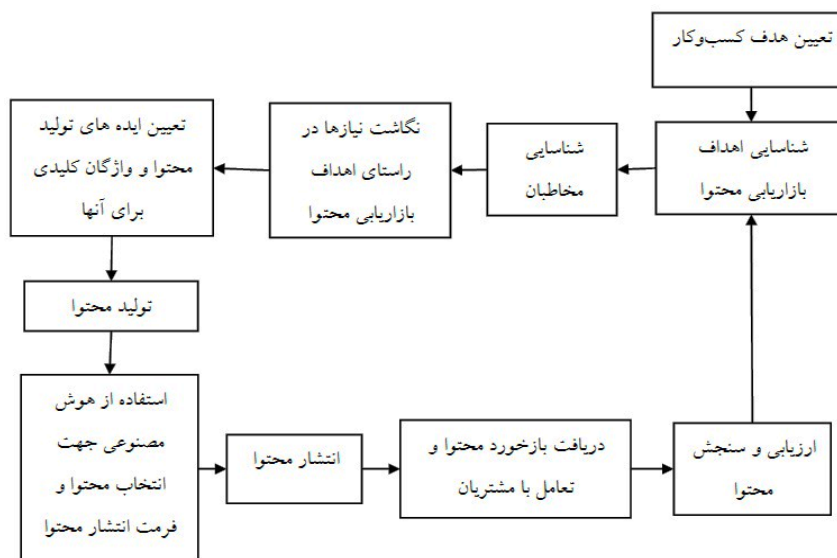 تعیین هدف کسب‌وکار
شناسایی اهداف
بازاریابی محتوا
شناسایی
مخاطبان
نگاشت نیازها در
راستای اهداف
بازاریابی محتوا
تعیین ایده های تولید
محتوا و واژگان کلیدی
برای آنها
تولید محتوا
استفاده از هوش
مصنوعی جهت
انتخاب محتوا و
فرمت انتشار محتوا
انتشار محتوا
دریافت بازخورد محتوا و
تعامل با مشتریان
ارزیابی و سنجش
محتوا